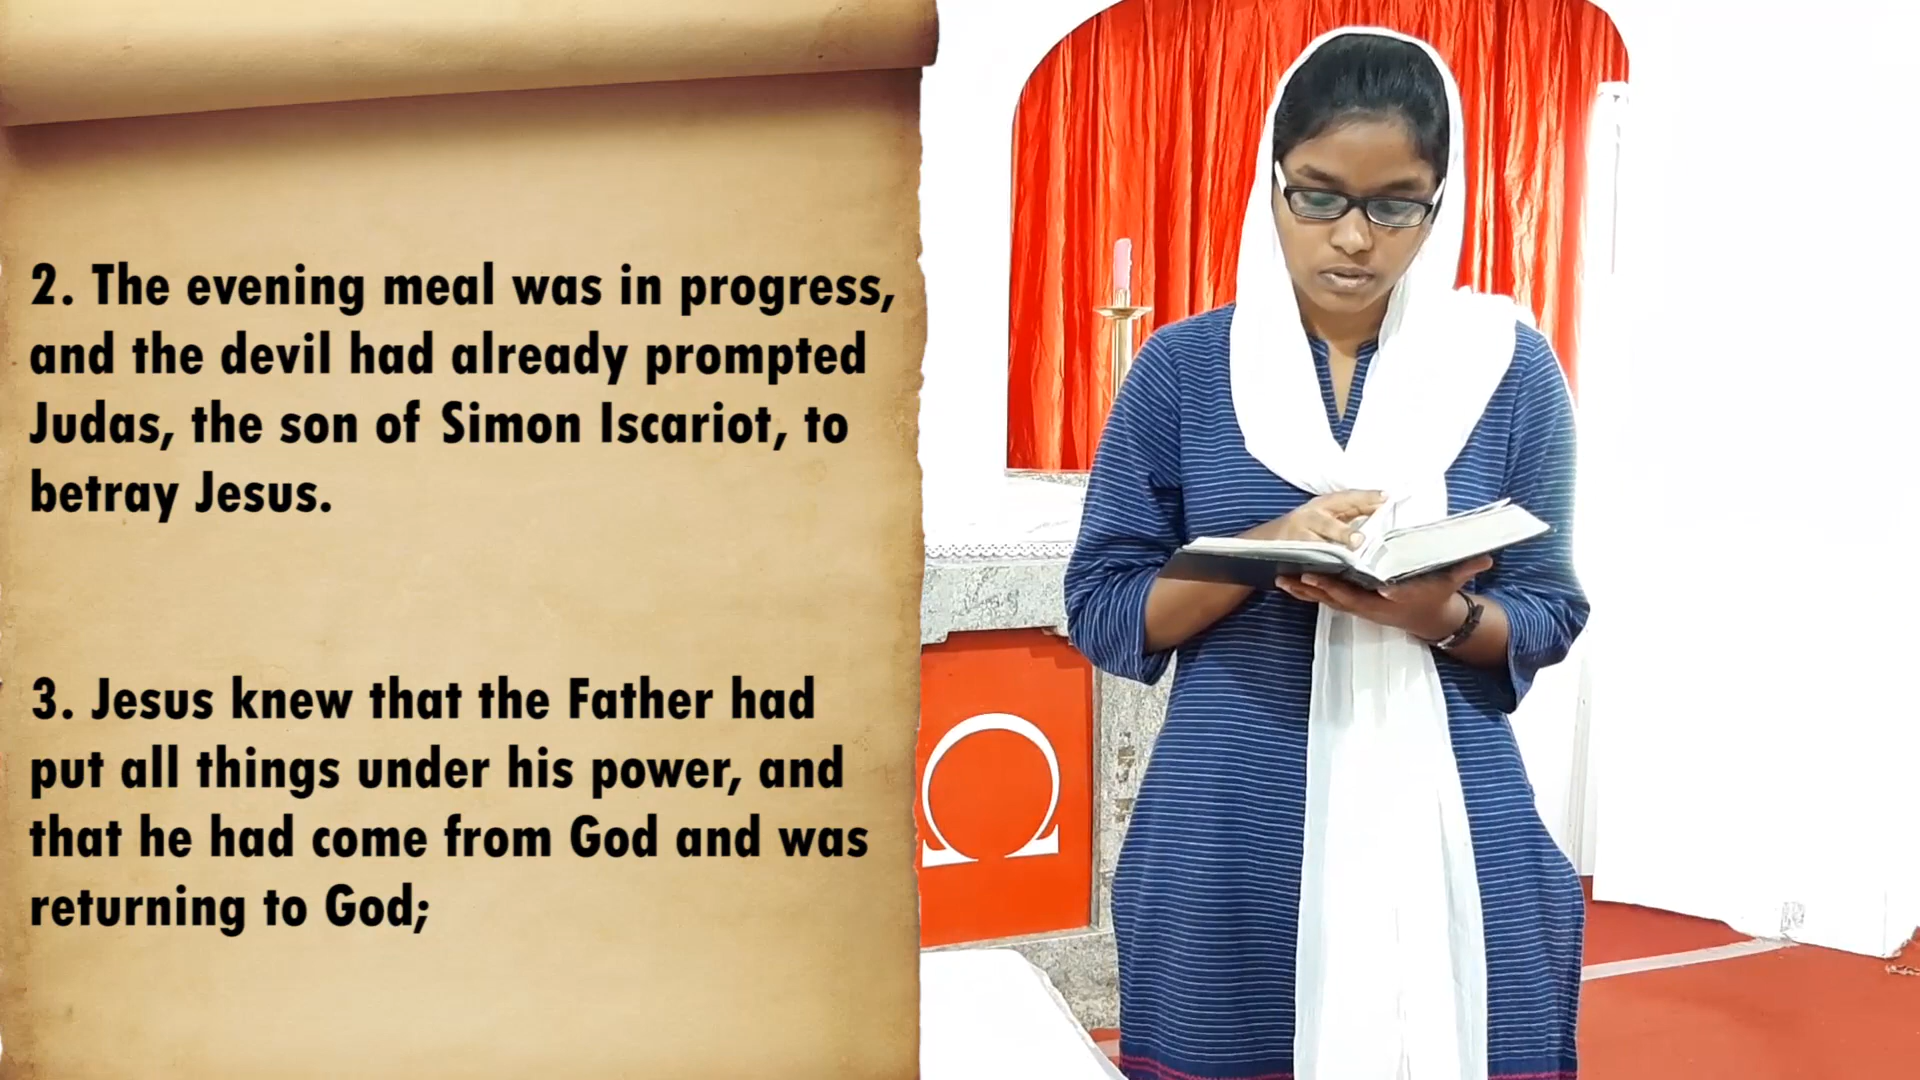 2. The evening meal was in progress,
and the devil had already prompted
Judas, the son of Simon Iscariot, to
betray Jesus.
3. Jesus knew that the Father had
put all things under his power, and
that he had come from God and was
returning to God;
Ω